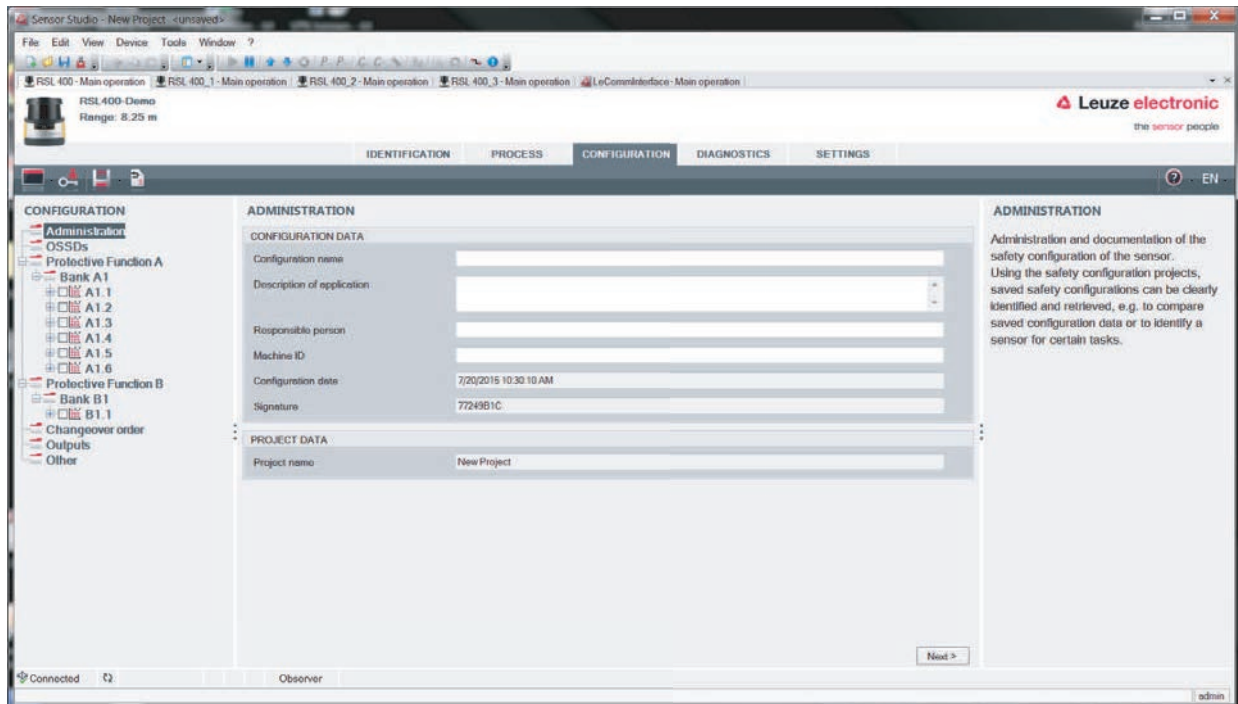 Sensor Studio - New Project <unsaved>
File Edit View Device Tools Window ?
RSL 400 - Main operation RSL 400_1 - Main operation RSL 400_2 - Main operation RSL 400_3 - Main operation LeCommInterface - Main operation
RSL400-Demo
Range: 8.25 m
Leuze electronic
the sensor people
IDENTIFICATION PROCESS CONFIGURATION DIAGNOSTICS SETTINGS
EN
CONFIGURATION
Administration
OSSDs
Protective Function A
Bank A1
A1.1
A1.2
A1.3
A1.4
A1.5
A1.6
Protective Function B
Bank B1
B1.1
Changeover order
Outputs
Other
ADMINISTRATION
CONFIGURATION DATA
Configuration name
Description of application
Responsible person
Machine ID
Configuration date 7/20/2015 10:30:10 AM
Signature 77249B1C
PROJECT DATA
Project name New Project
Next >
ADMINISTRATION
Administration and documentation of the
safety configuration of the sensor.
Using the safety configuration projects,
saved safety configurations can be clearly
identified and retrieved, e.g. to compare
saved configuration data or to identify a
sensor for certain tasks.
Connected Observer
admin